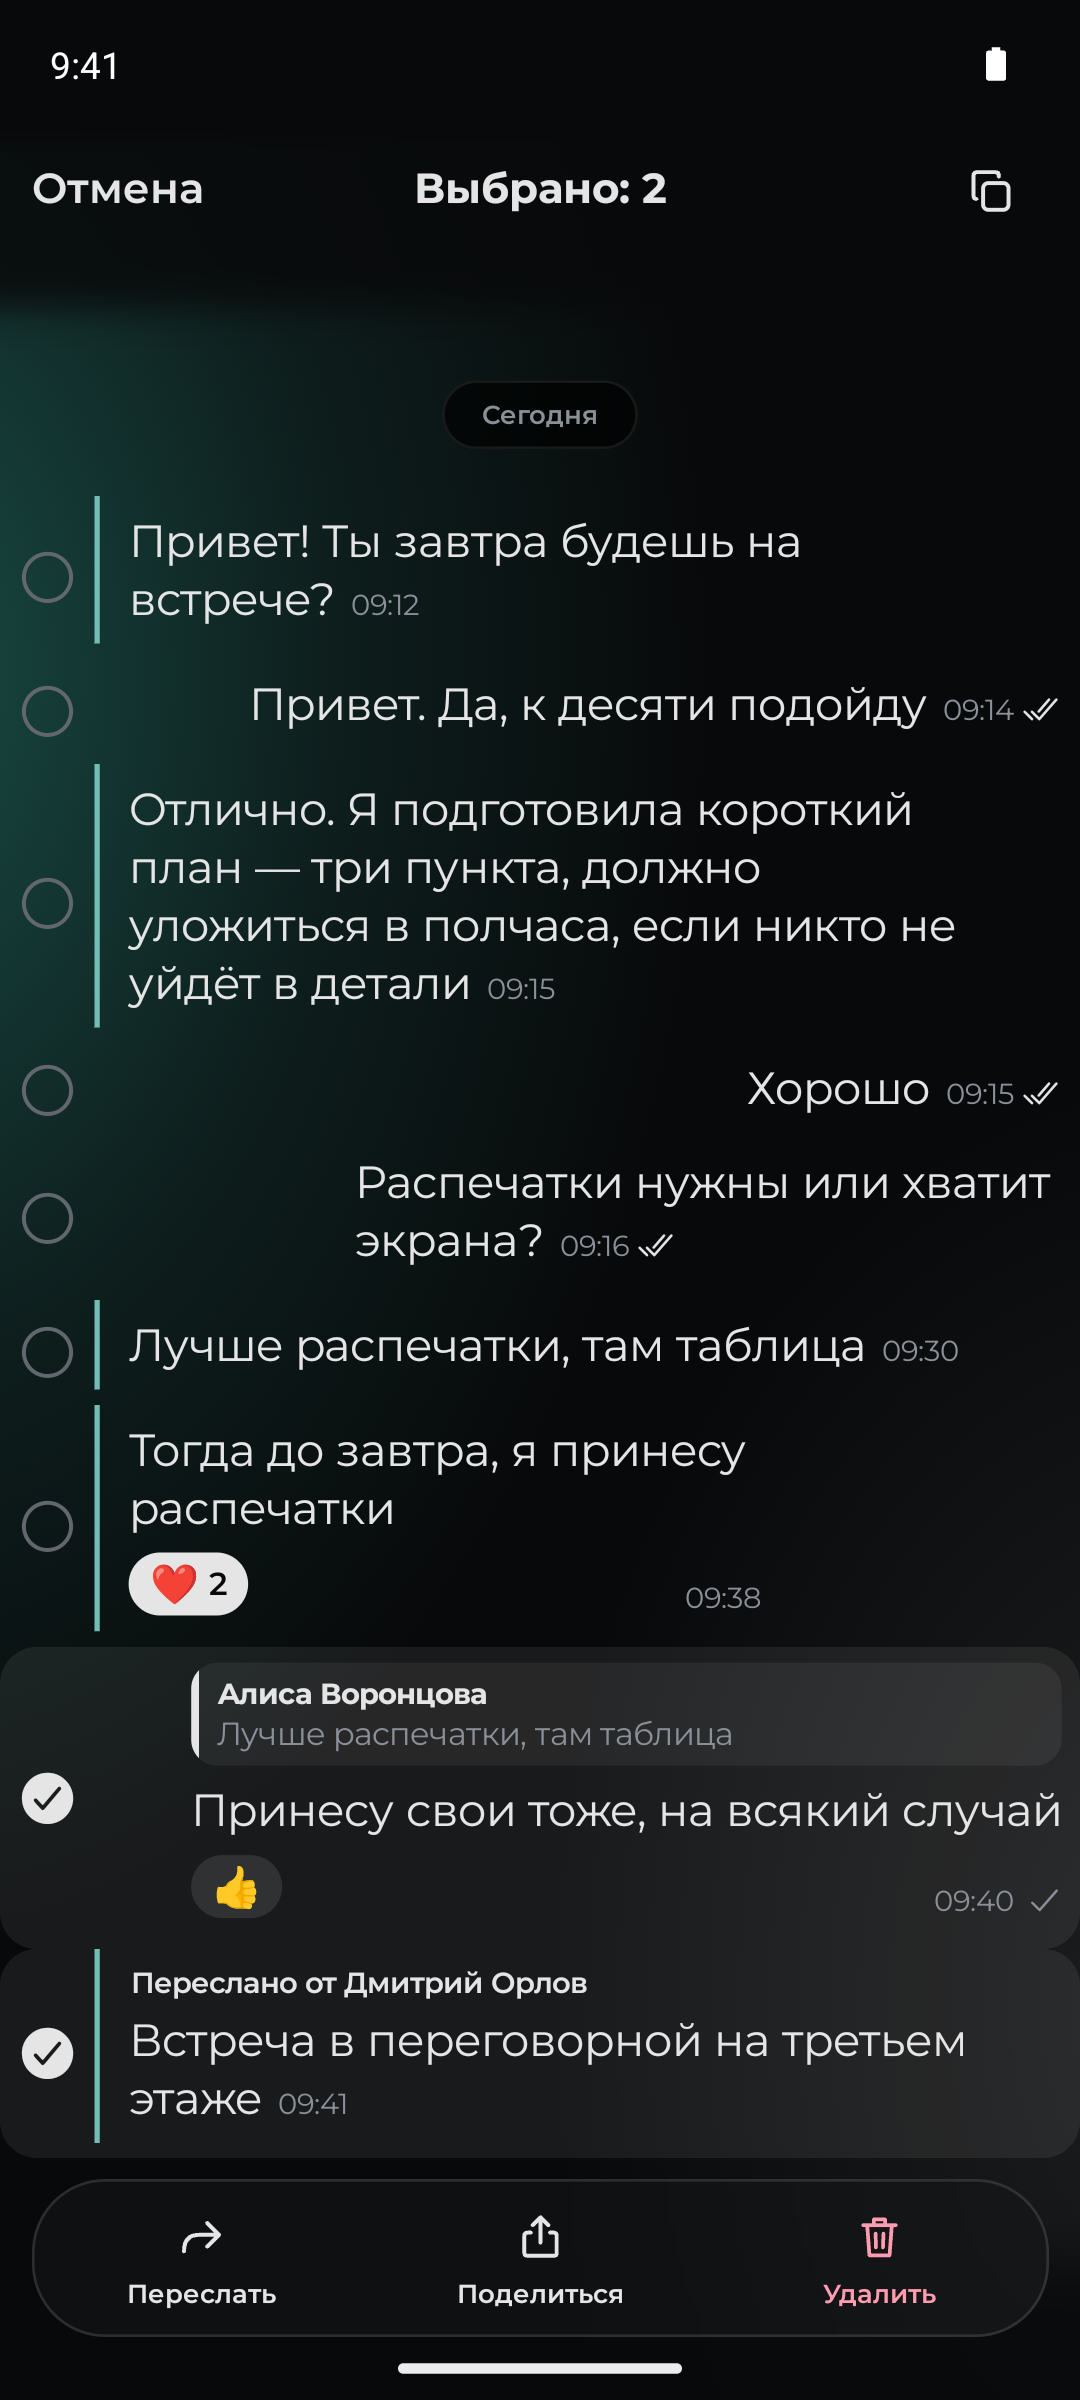 9:41
Отмена
Выбрано: 2
Сегодня
Привет! Ты завтра будешь на
встрече? 09:12
Привет. Да, к десяти подойду 09:14
Отлично. Я подготовила короткий
план — три пункта, должно
уложиться в полчаса, если никто не
уйдёт в детали 09:15
Хорошо 09:15
Распечатки нужны или хватит
экрана? 09:16
Лучше распечатки, там таблица 09:30
Тогда до завтра, я принесу
распечатки
❤️ 2 09:38
Алиса Воронцова
Лучше распечатки, там таблица
Принесу свои тоже, на всякий случай
👍 09:40
Переслано от Дмитрий Орлов
Встреча в переговорной на третьем
этаже 09:41
Переслать
Поделиться
Удалить